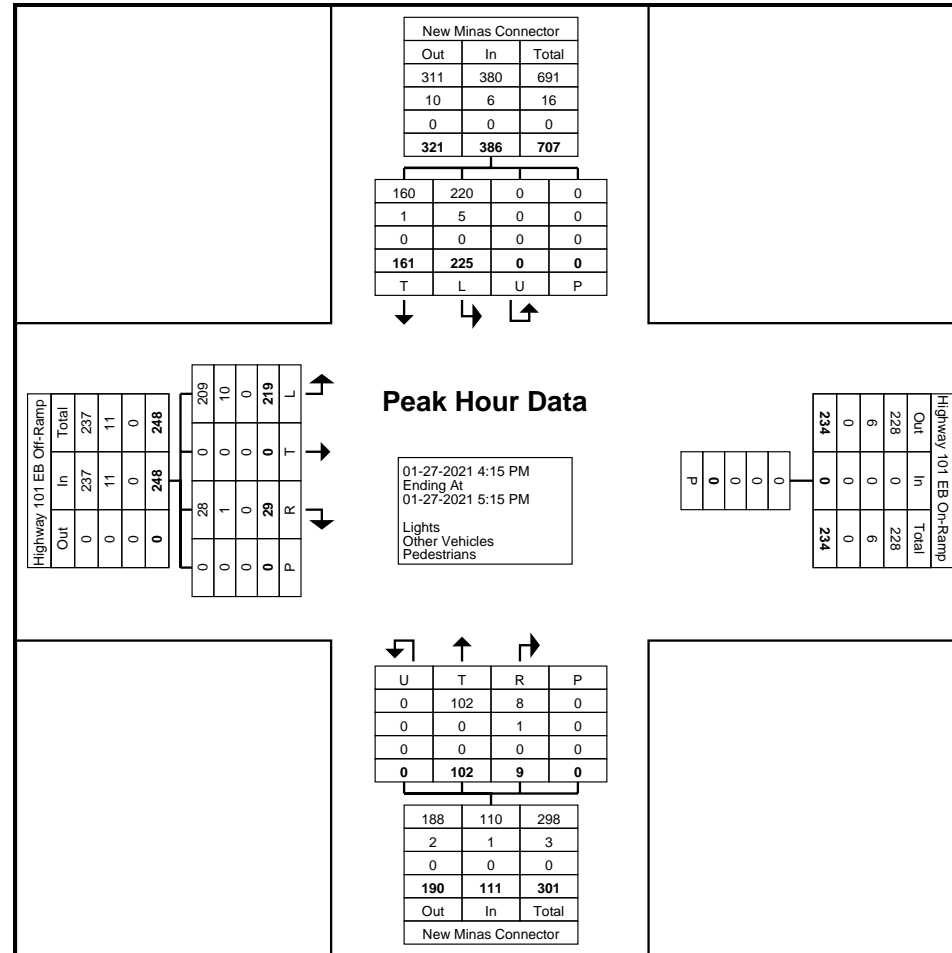 New Minas Connector
Out In Total
311 380 691
10 6 16
0 0 0
321 386 707
160 220 0 0
1 5 0 0
0 0 0 0
161 225 0 0
T L U P
Highway 101 EB Off-Ramp
Total 237 11 0 248
In 237 11 0 248
Out 0 0 0 0
209 10 0 219 L
0 0 0 0 T
28 1 0 29 R
0 0 0 0 P
Peak Hour Data
01-27-2021 4:15 PM
Ending At
01-27-2021 5:15 PM
Lights
Other Vehicles
Pedestrians
P 0 0 0 0
Highway 101 EB On-Ramp
Out In Total
228 0 228
6 0 6
0 0 0
234 0 234
U T R P
0 102 8 0
0 0 1 0
0 0 0 0
0 102 9 0
188 110 298
2 1 3
0 0 0
190 111 301
Out In Total
New Minas Connector